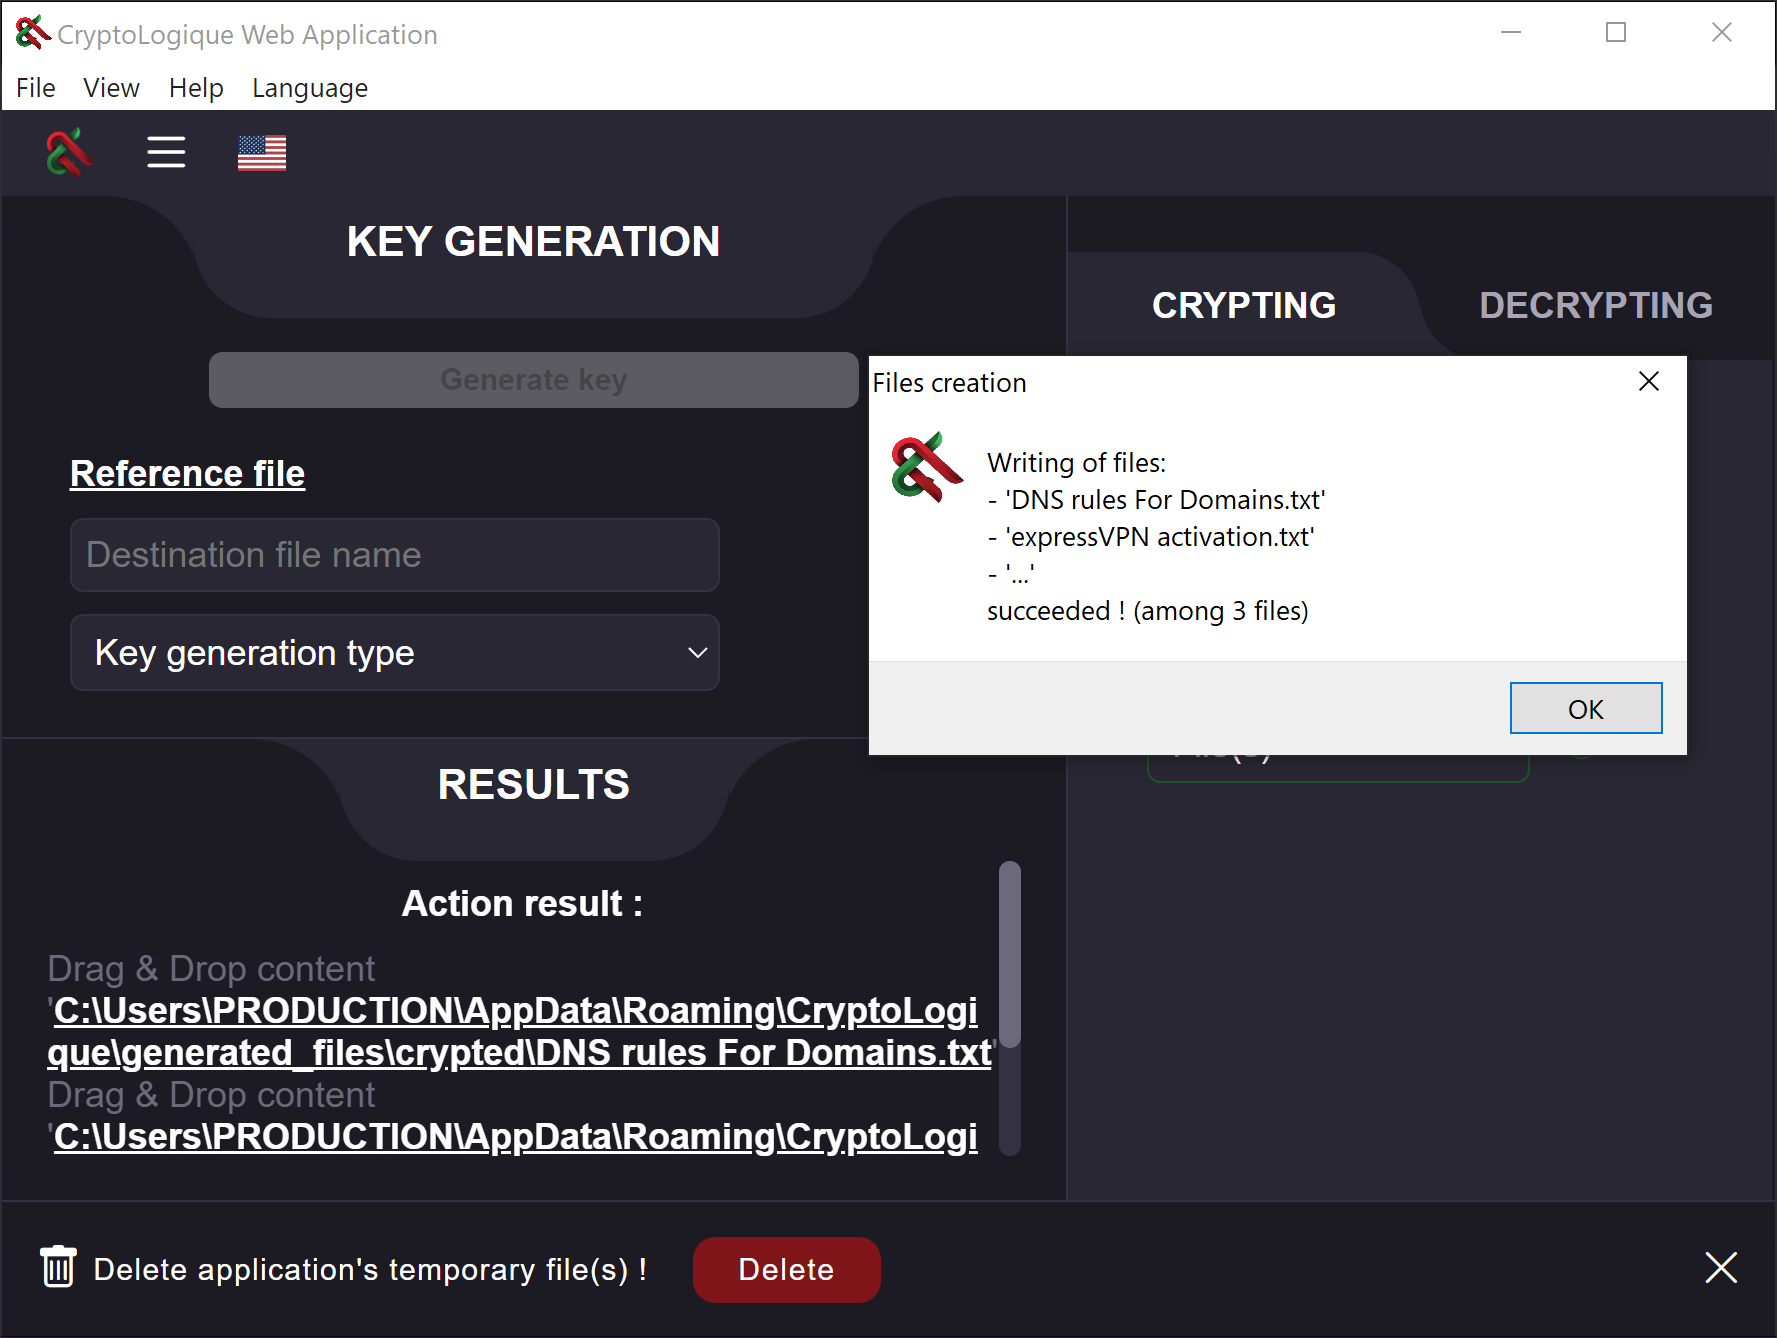 CryptoLogique Web Application
File View Help Language
KEY GENERATION
CRYPTING
DECRYPTING
Generate key
Reference file
Destination file name
Key generation type
Files creation
Writing of files:
- 'DNS rules For Domains.txt'
- 'expressVPN activation.txt'
- '...'
succeeded ! (among 3 files)
OK
RESULTS
Action result :
Drag & Drop content
'C:\Users\PRODUCTION\AppData\Roaming\CryptoLogi
que\generated_files\crypted\DNS rules For Domains.txt'
Drag & Drop content
'C:\Users\PRODUCTION\AppData\Roaming\CryptoLogi
Delete application's temporary file(s) !
Delete